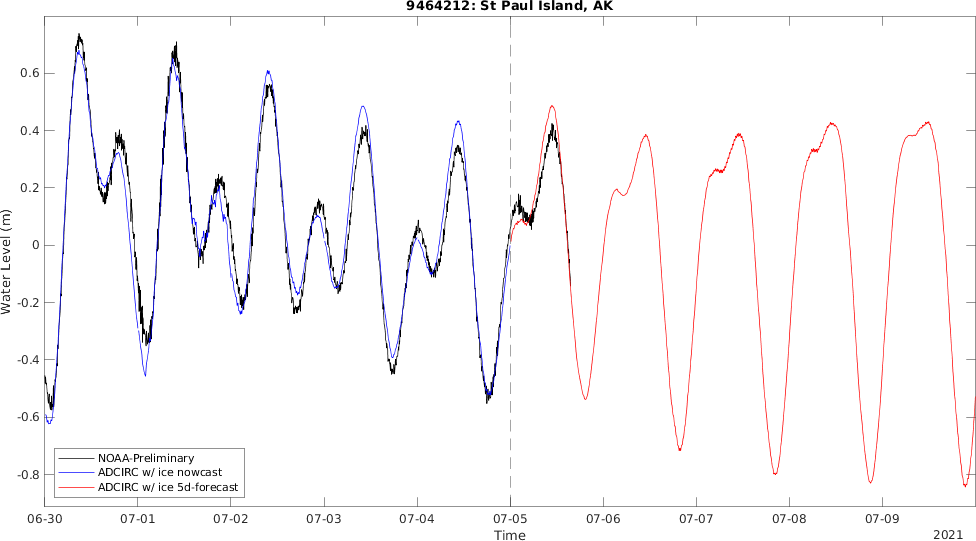 9464212: St Paul Island, AK
Water Level (m)
0.6
0.4
0.2
0
-0.2
-0.4
-0.6
-0.8
NOAA-Preliminary
ADCIRC w/ ice nowcast
ADCIRC w/ ice 5d-forecast
06-30 07-01 07-02 07-03 07-04 07-05 07-06 07-07 07-08 07-09
Time
2021